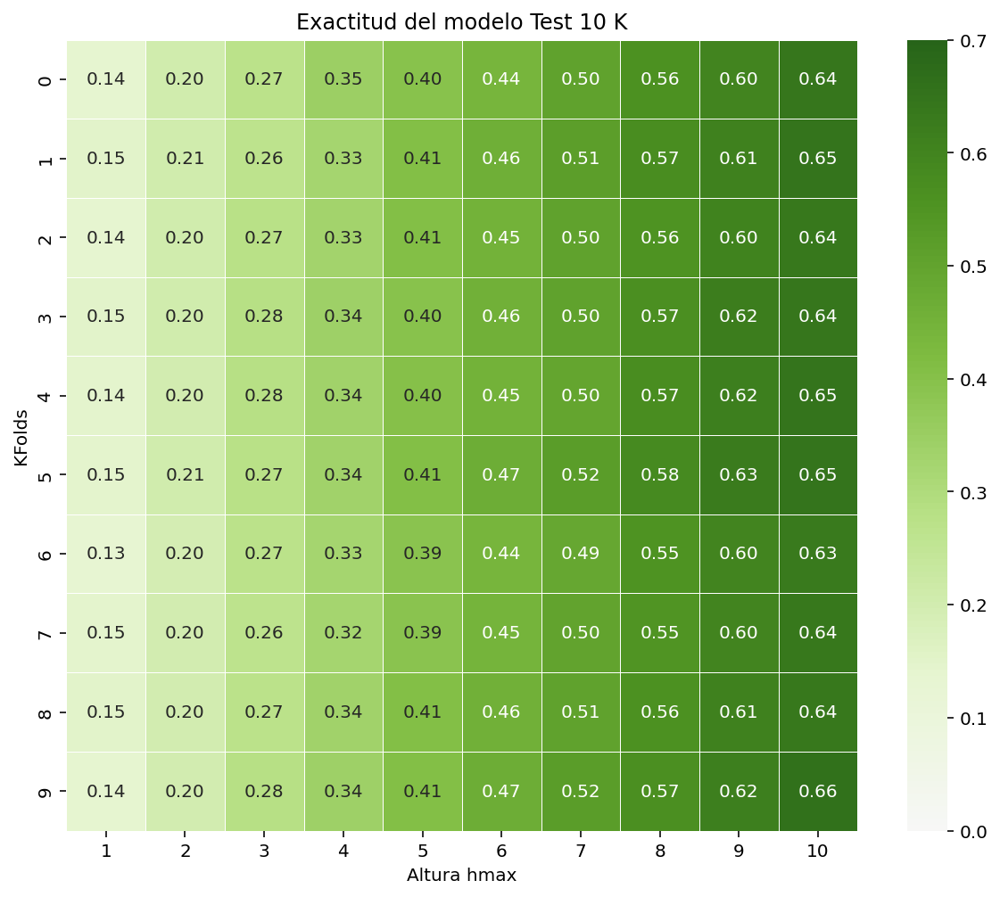 Exactitud del modelo Test 10 K
0 0.14 0.20 0.27 0.35 0.40 0.44 0.50 0.56 0.60 0.64
1 0.15 0.21 0.26 0.33 0.41 0.46 0.51 0.57 0.61 0.65
2 0.14 0.20 0.27 0.33 0.41 0.45 0.50 0.56 0.60 0.64
3 0.15 0.20 0.28 0.34 0.40 0.46 0.50 0.57 0.62 0.64
4 0.14 0.20 0.28 0.34 0.40 0.45 0.50 0.57 0.62 0.65
5 0.15 0.21 0.27 0.34 0.41 0.47 0.52 0.58 0.63 0.65
6 0.13 0.20 0.27 0.33 0.39 0.44 0.49 0.55 0.60 0.63
7 0.15 0.20 0.26 0.32 0.39 0.45 0.50 0.55 0.60 0.64
8 0.15 0.20 0.27 0.34 0.41 0.46 0.51 0.56 0.61 0.64
9 0.14 0.20 0.28 0.34 0.41 0.47 0.52 0.57 0.62 0.66
1 2 3 4 5 6 7 8 9 10
Altura hmax
KFolds
0.7
0.6
0.5
0.4
0.3
0.2
0.1
0.0